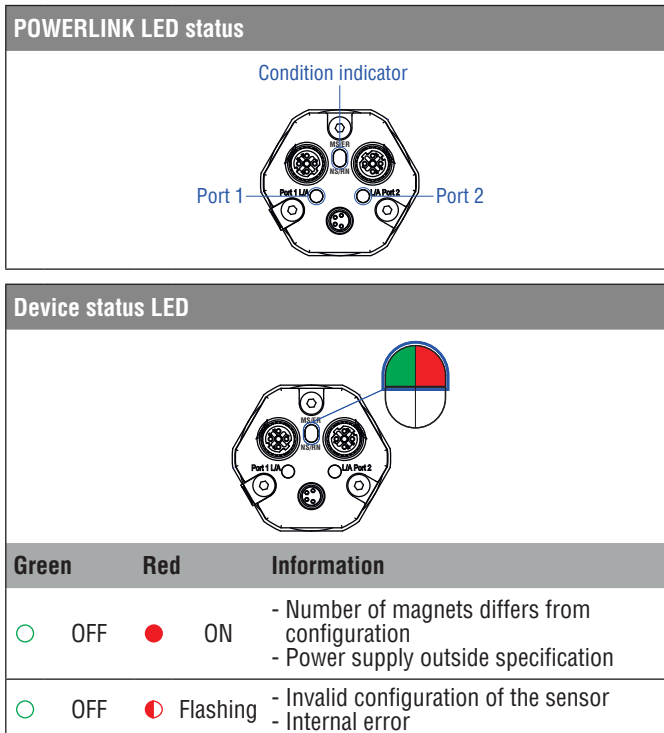 POWERLINK LED status
Condition indicator
MS/ER
NS/RN
Port 1 L/A
L/A Port 2
Port 1
Port 2
Device status LED
MS/ER
NS/RN
Port 1 L/A
L/A Port 2
Green Red Information
OFF ON - Number of magnets differs from
configuration
- Power supply outside specification
OFF Flashing - Invalid configuration of the sensor
- Internal error